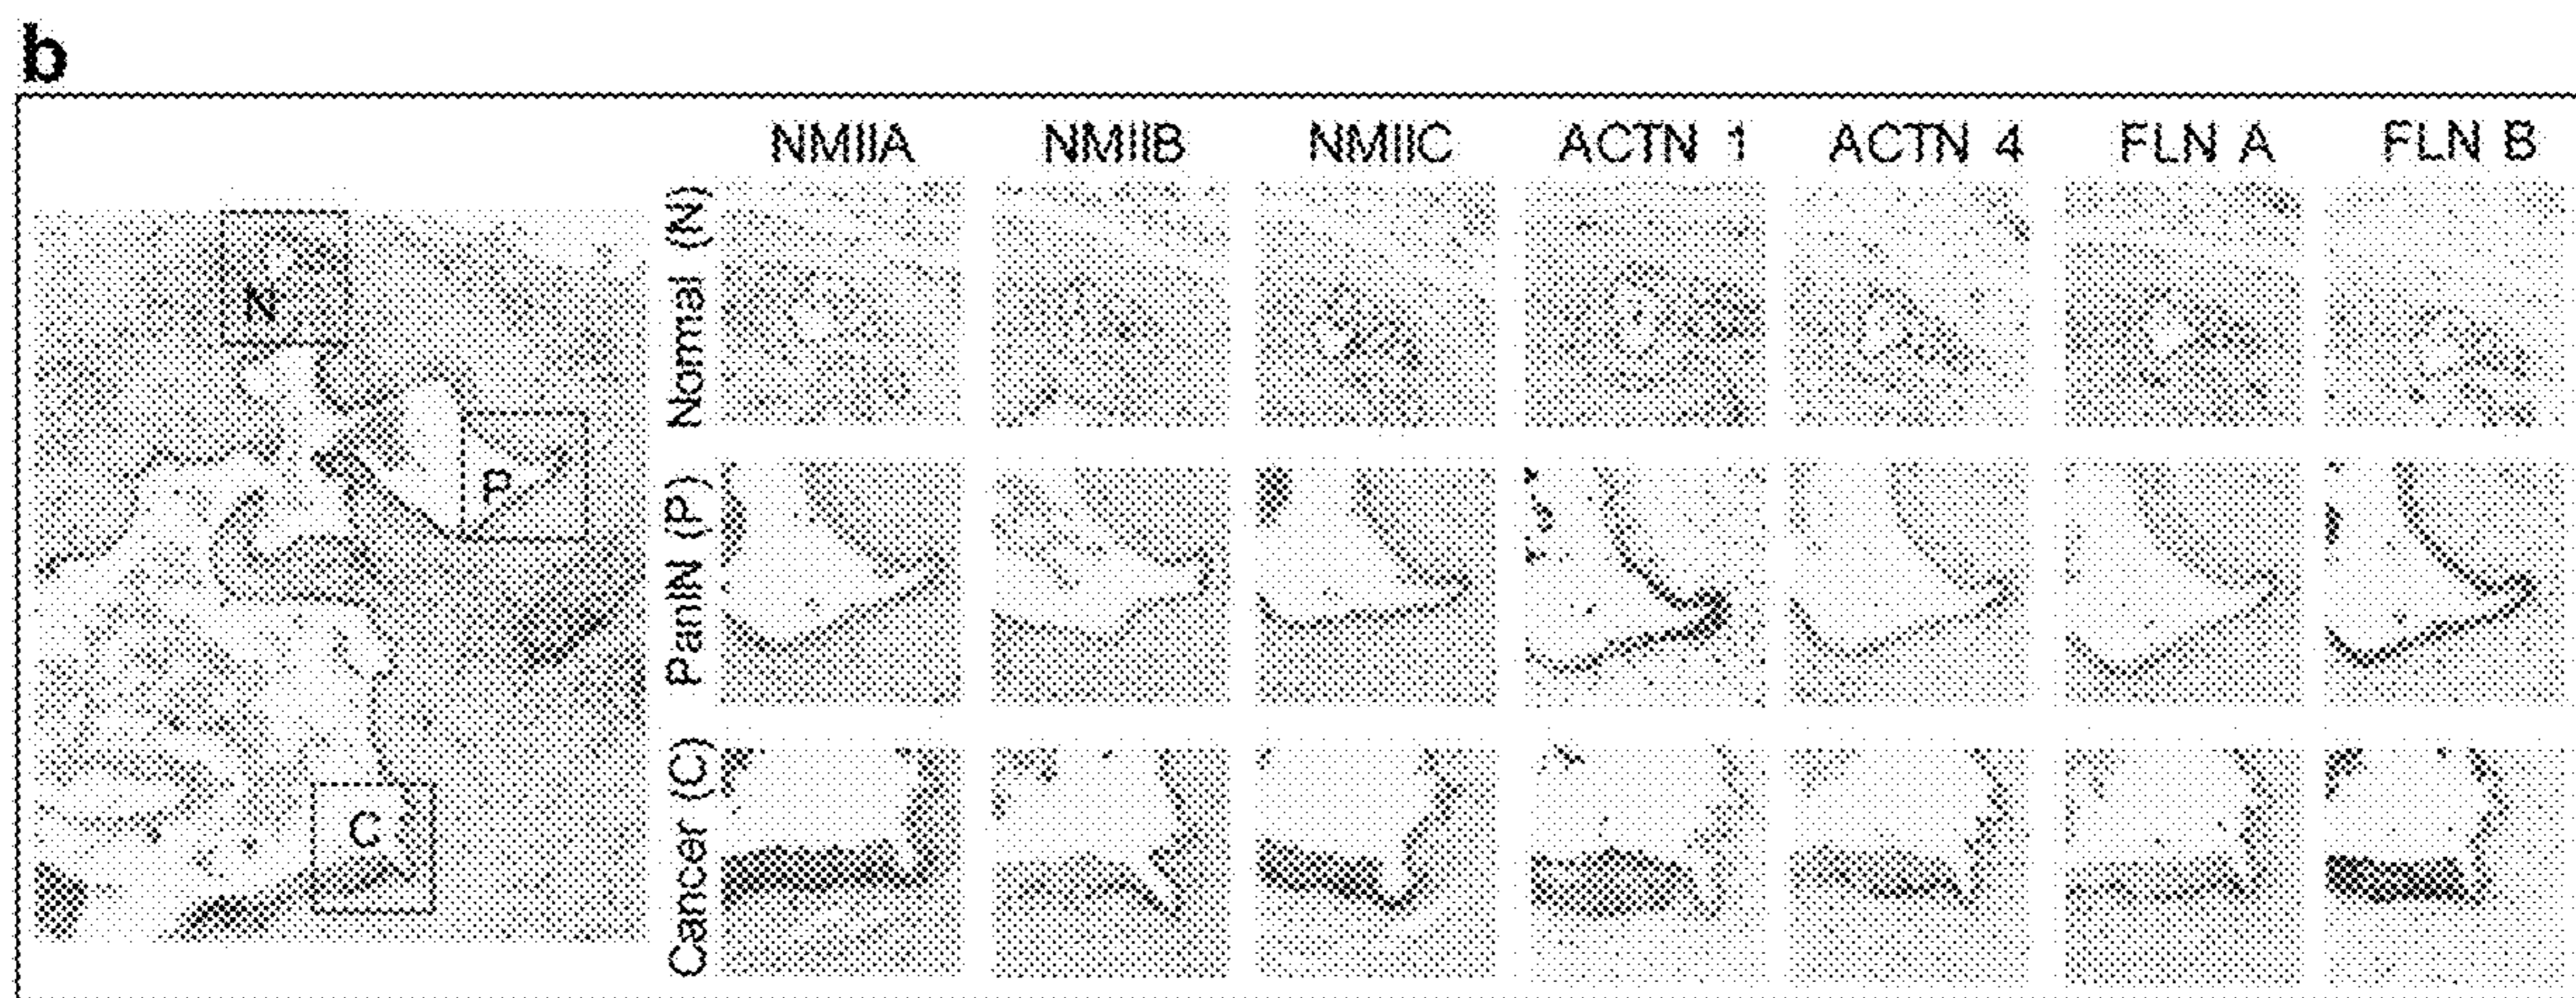 b
NMIIA NMIIB NMIIC ACTN 1 ACTN 4 FLN A FLN B
Normal (N)
N
P
PanIN (P)
Cancer (C)
C